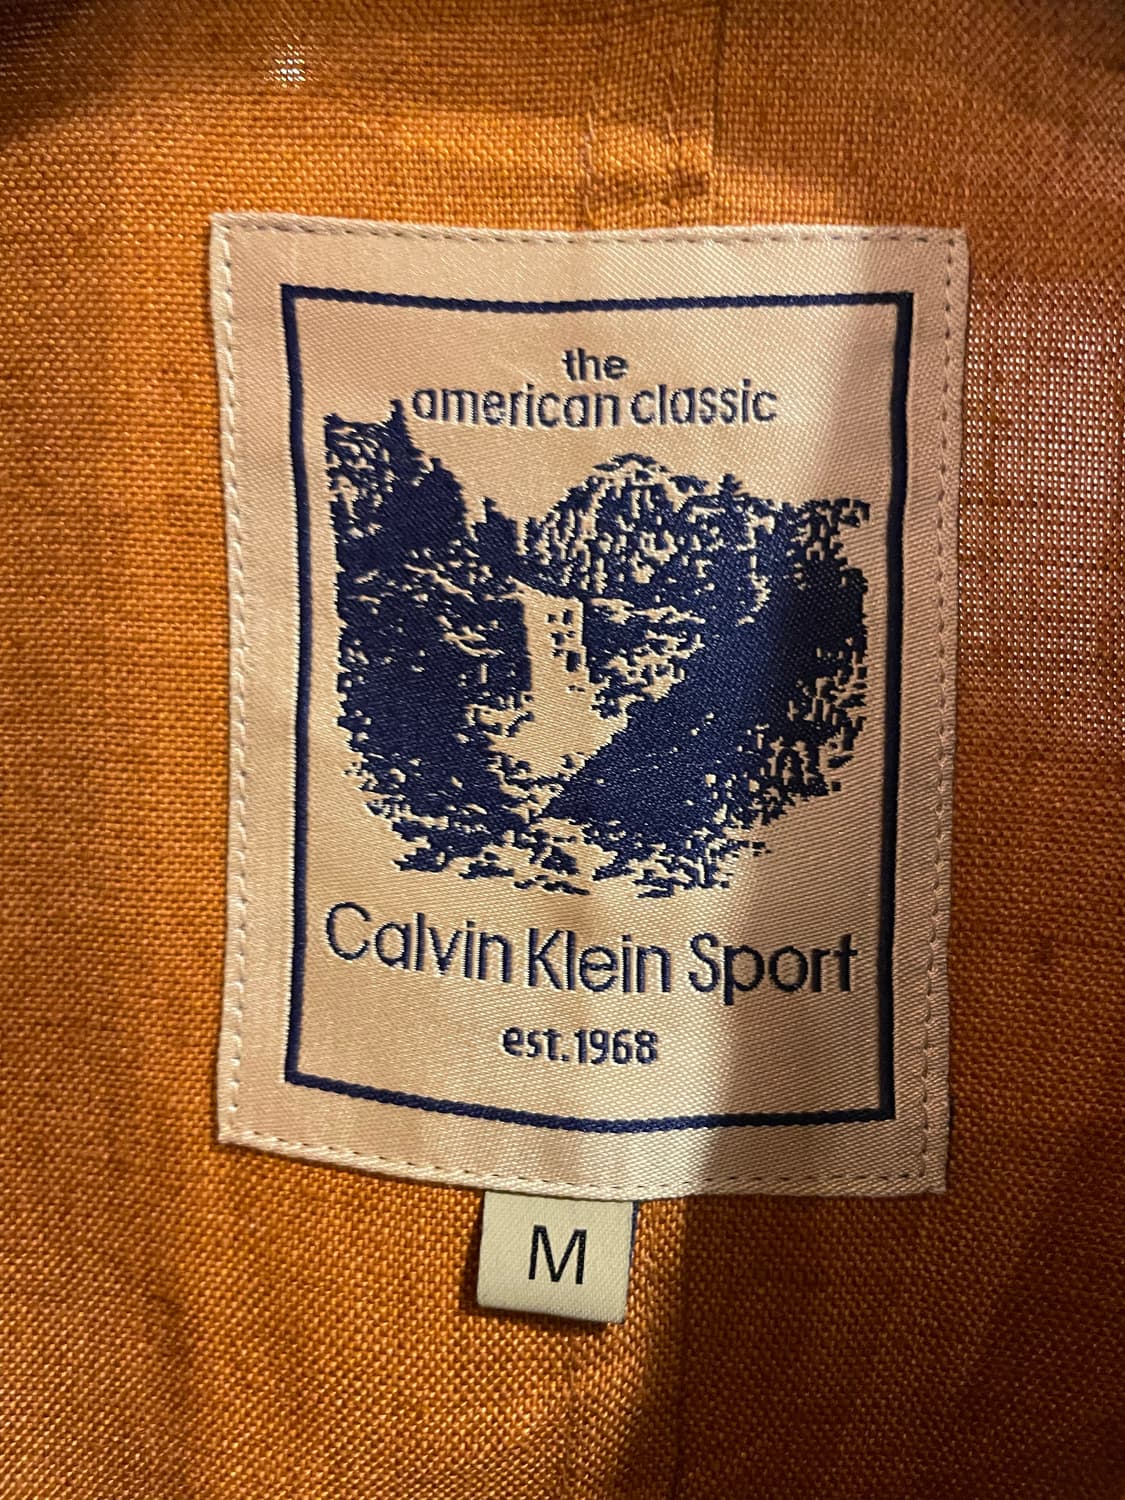 the
american classic
Calvin Klein Sport
est.1968
M